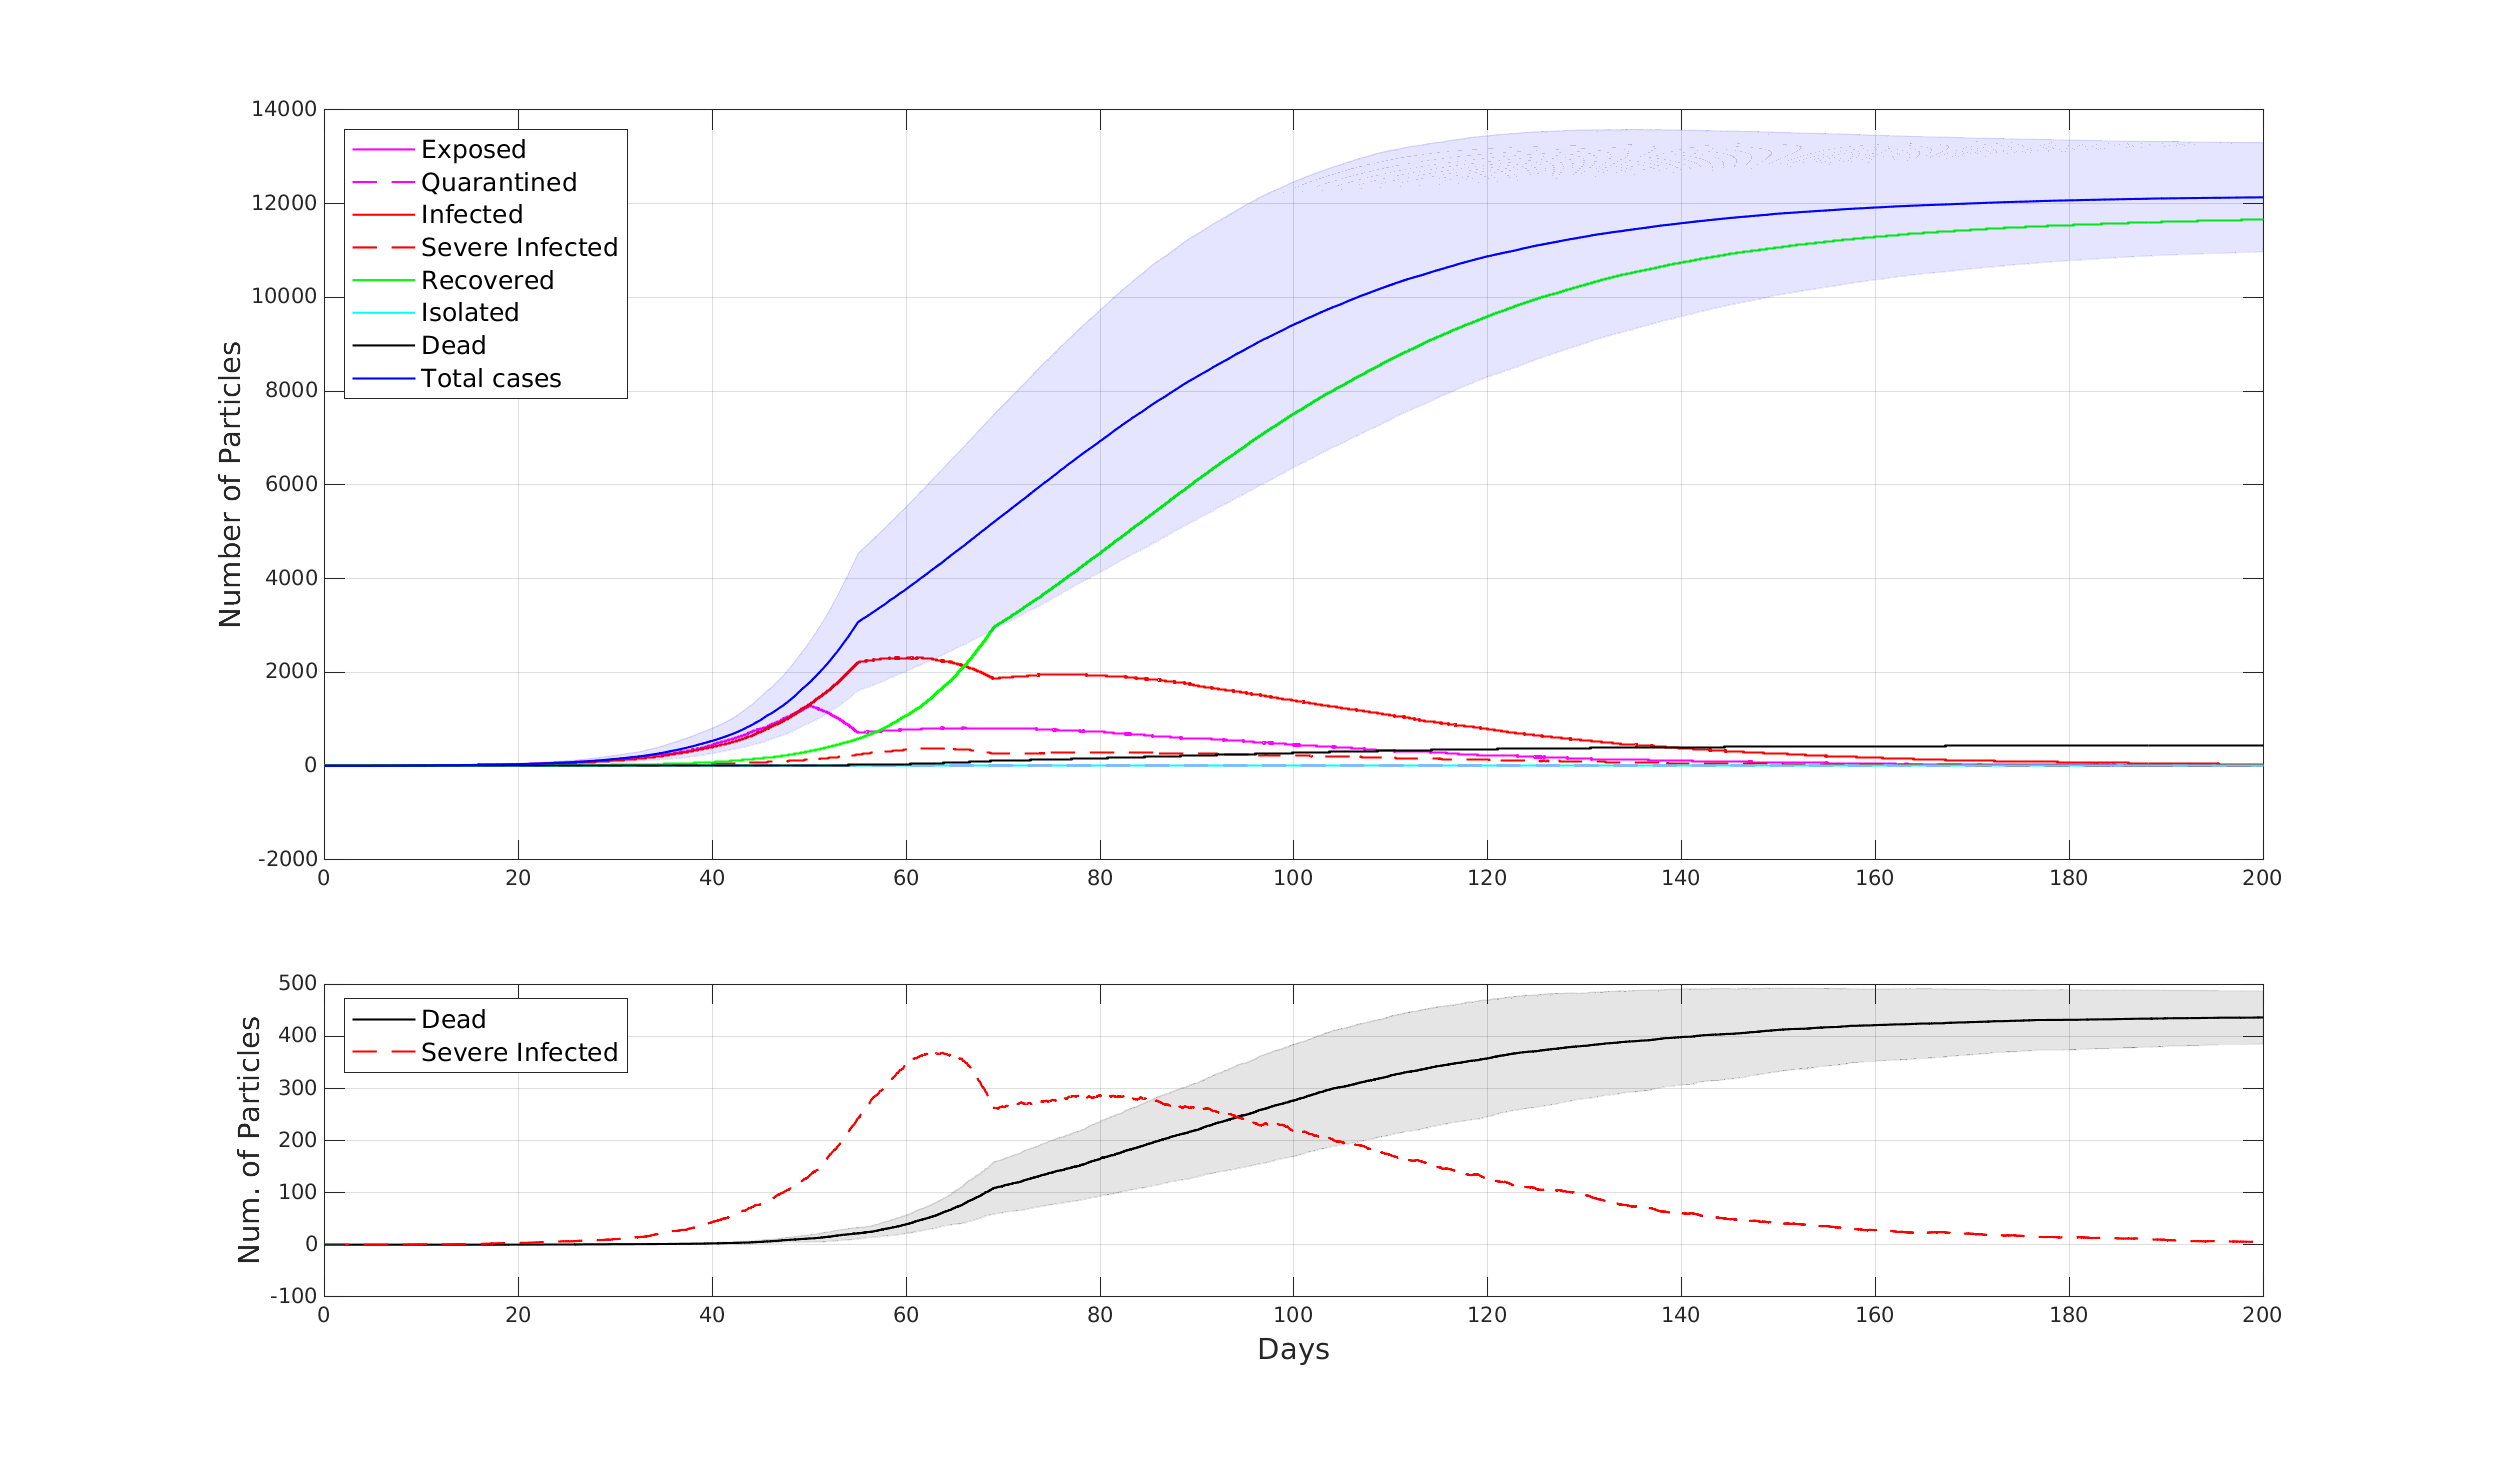 14000
12000
10000
8000
6000
4000
2000
0
-2000
Number of Particles
Exposed
Quarantined
Infected
Severe Infected
Recovered
Isolated
Dead
Total cases
0 20 40 60 80 100 120 140 160 180 200
500
400
300
200
100
0
-100
Num. of Particles
Dead
Severe Infected
0 20 40 60 80 100 120 140 160 180 200
Days